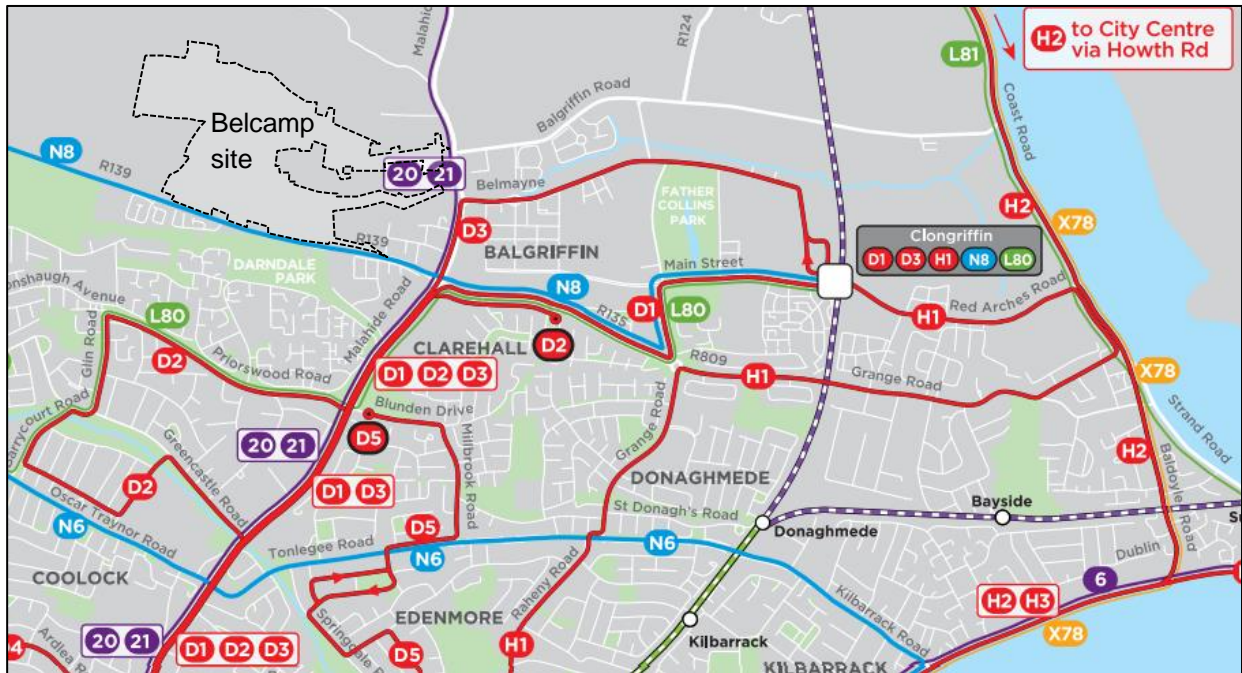 Malahide
R124
L81
H2 to City Centre
via Howth Rd
Coast Road
Belcamp
site
Balgriffin Road
N8
R139
20 21
Belmayne
FATHER
COLLINS
PARK
H2
X78
D3
R139
BALGRIFFIN
Clongriffin
D1 D3 H1 N8 L80
DARNDALE
PARK
Main Street
N8
D1
L80
Red Arches Road
H1
onshaugh Avenue
L80
Malahide Road
R135
D2
CLAREHALL
R809
Glin Road
D2
Priorswood Road
D1 D2 D3
H1
Grange Road
X78
Strand Road
Barrycourt Road
Blunden Drive
D5
20 21
Greencastle Road
Millbrook Road
Grange Road
H2
Baldoyle Road
D2
D1 D3
DONAGHMEDE
Oscar Traynor Road
N6
St Donagh's Road
Bayside
Donaghmede
Tonlegee Road
D5
N6
N6
Dublin
COOLOCK
Raheny Road
6
EDENMORE
Kilbarrack Road
H2 H3
20 21
D1 D2 D3
Springdale
D5
H1
Kilbarrack
X78
Ardlea
KILBARRACK